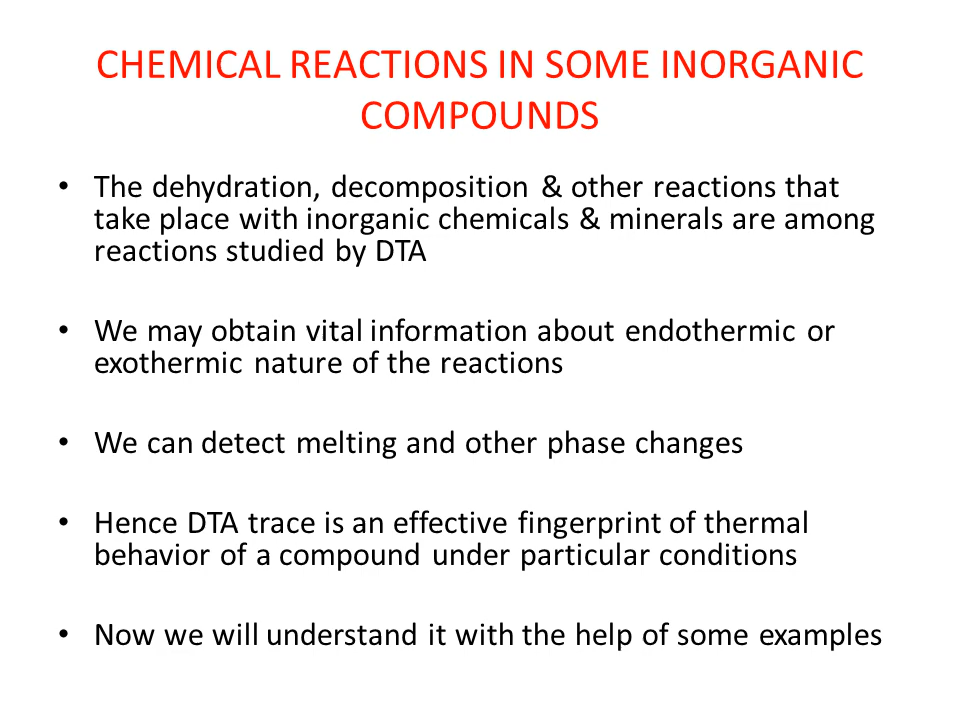 CHEMICAL REACTIONS IN SOME INORGANIC
COMPOUNDS
• The dehydration, decomposition & other reactions that
take place with inorganic chemicals & minerals are among
reactions studied by DTA
• We may obtain vital information about endothermic or
exothermic nature of the reactions
• We can detect melting and other phase changes
• Hence DTA trace is an effective fingerprint of thermal
behavior of a compound under particular conditions
• Now we will understand it with the help of some examples